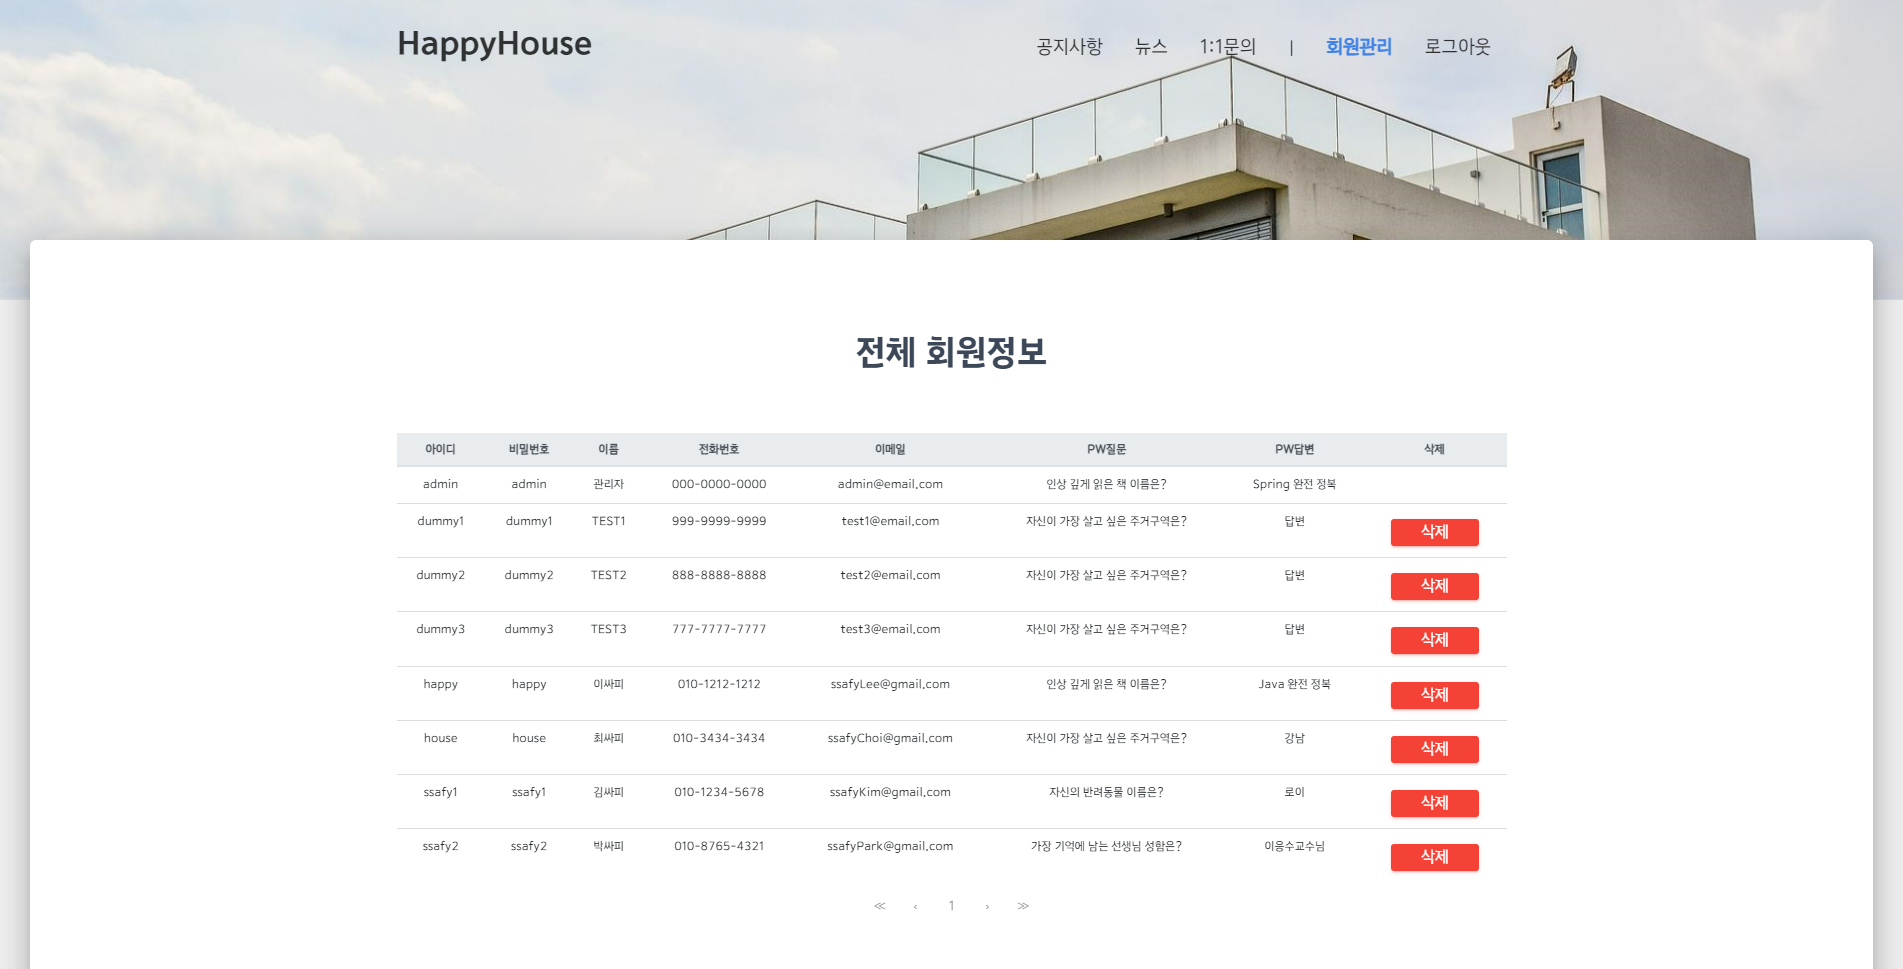 HappyHouse 공지사항 뉴스 1:1문의 | 회원관리 로그아웃
전체 회원정보
아이디 비밀번호 이름 전화번호 이메일 PW질문 PW답변 삭제
admin admin 관리자 000-0000-0000 admin@email.com 인상 깊게 읽은 책 이름은? Spring 완전 정복
dummy1 dummy1 TEST1 999-9999-9999 test1@email.com 자신이 가장 살고 싶은 주거구역은? 답변 삭제
dummy2 dummy2 TEST2 888-8888-8888 test2@email.com 자신이 가장 살고 싶은 주거구역은? 답변 삭제
dummy3 dummy3 TEST3 777-7777-7777 test3@email.com 자신이 가장 살고 싶은 주거구역은? 답변 삭제
happy happy 이싸피 010-1212-1212 ssafyLee@gmail.com 인상 깊게 읽은 책 이름은? Java 완전 정복 삭제
house house 최싸피 010-3434-3434 ssafyChoi@gmail.com 자신이 가장 살고 싶은 주거구역은? 강남 삭제
ssafy1 ssafy1 김싸피 010-1234-5678 ssafyKim@gmail.com 자신의 반려동물 이름은? 로이 삭제
ssafy2 ssafy2 박싸피 010-8765-4321 ssafyPark@gmail.com 가장 기억에 남는 선생님 성함은? 이응수교수님 삭제
≪ ‹ 1 › ≫